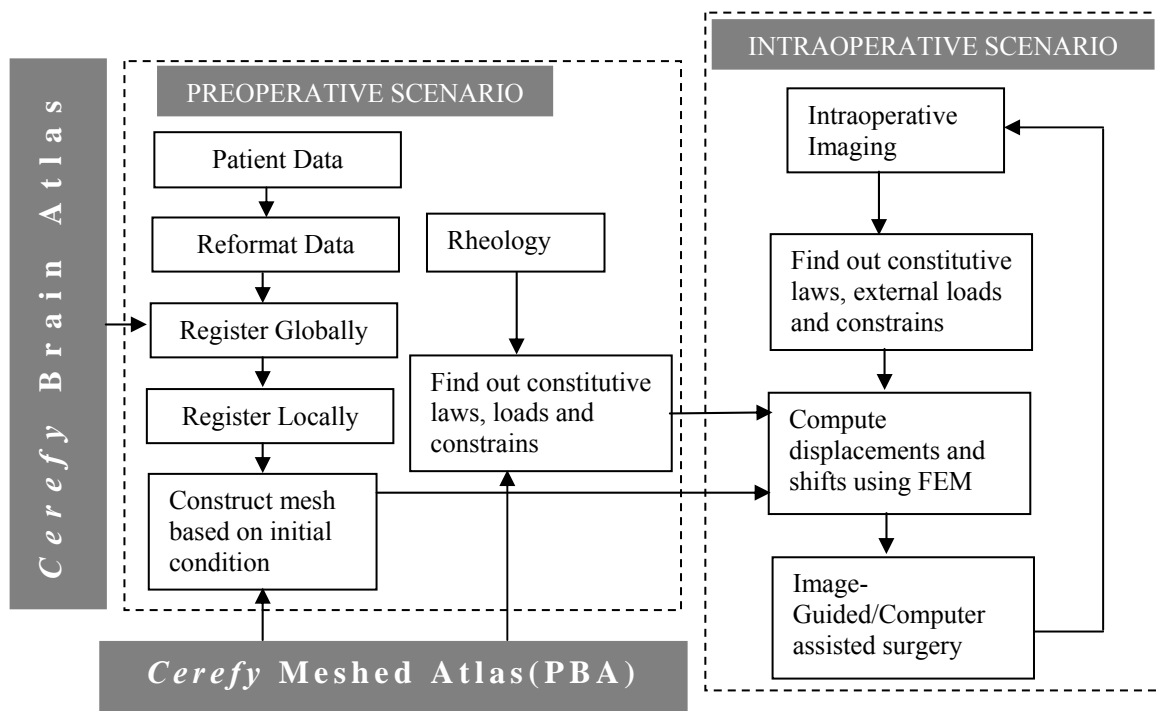 Cerefy Brain Atlas
PREOPERATIVE SCENARIO
Patient Data
Reformat Data
Register Globally
Register Locally
Construct mesh
based on initial
condition
Rheology
Find out constitutive
laws, loads and
constrains
Cerefy Meshed Atlas(PBA)
INTRAOPERATIVE SCENARIO
Intraoperative
Imaging
Find out constitutive
laws, external loads
and constrains
Compute
displacements and
shifts using FEM
Image-
Guided/Computer
assisted surgery